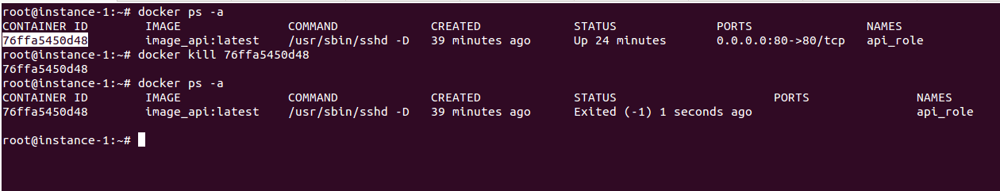 root@instance-1:~# docker ps -a
CONTAINER ID        IMAGE               COMMAND             CREATED             STATUS              PORTS                NAMES
76ffa5450d48        image_api:latest    /usr/sbin/sshd -D   39 minutes ago      Up 24 minutes       0.0.0.0:80->80/tcp   api_role
root@instance-1:~# docker kill 76ffa5450d48
76ffa5450d48
root@instance-1:~# docker ps -a
CONTAINER ID        IMAGE               COMMAND             CREATED             STATUS                      PORTS               NAMES
76ffa5450d48        image_api:latest    /usr/sbin/sshd -D   39 minutes ago      Exited (-1) 1 seconds ago                       api_role
root@instance-1:~#